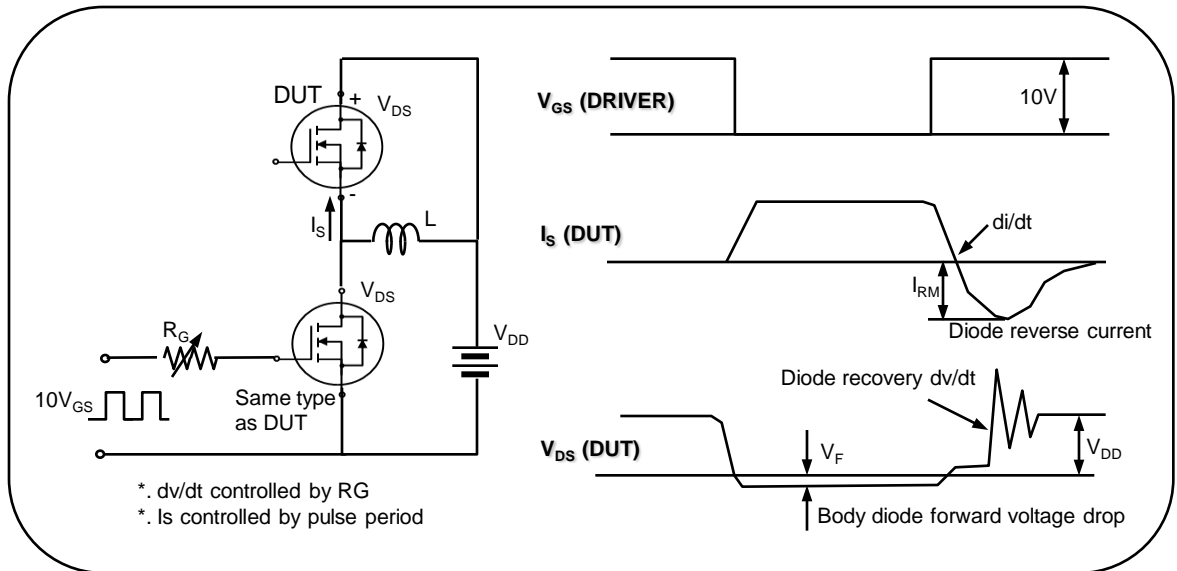 DUT
+
V_DS
-
I_S
L
V_DS
R_G
V_DD
10V_GS
Same type
as DUT
*. dv/dt controlled by RG
*. Is controlled by pulse period
V_GS (DRIVER)
10V
I_S (DUT)
di/dt
I_RM
Diode reverse current
Diode recovery dv/dt
V_DS (DUT)
V_F
V_DD
Body diode forward voltage drop